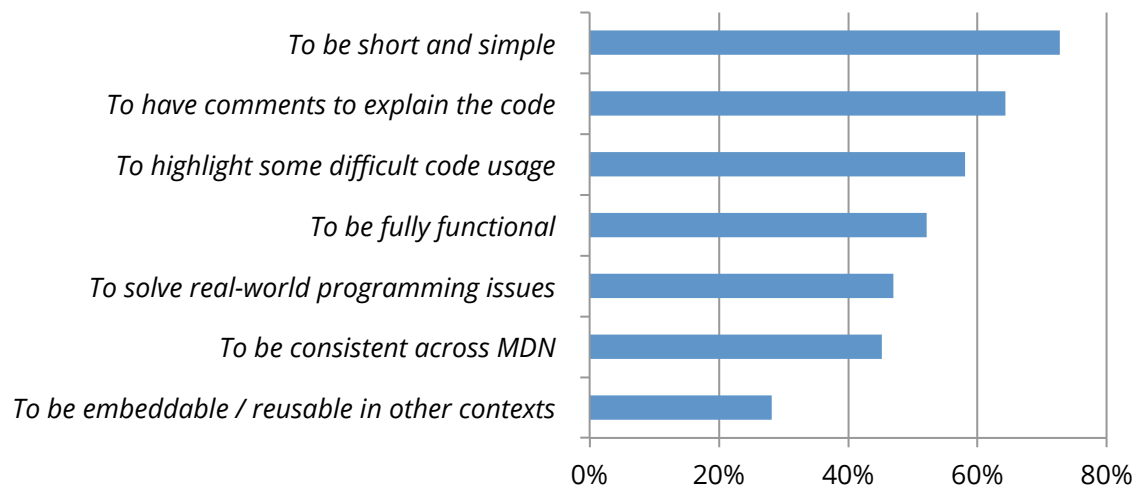 To be short and simple
To have comments to explain the code
To highlight some difficult code usage
To be fully functional
To solve real-world programming issues
To be consistent across MDN
To be embeddable / reusable in other contexts
0% 20% 40% 60% 80%